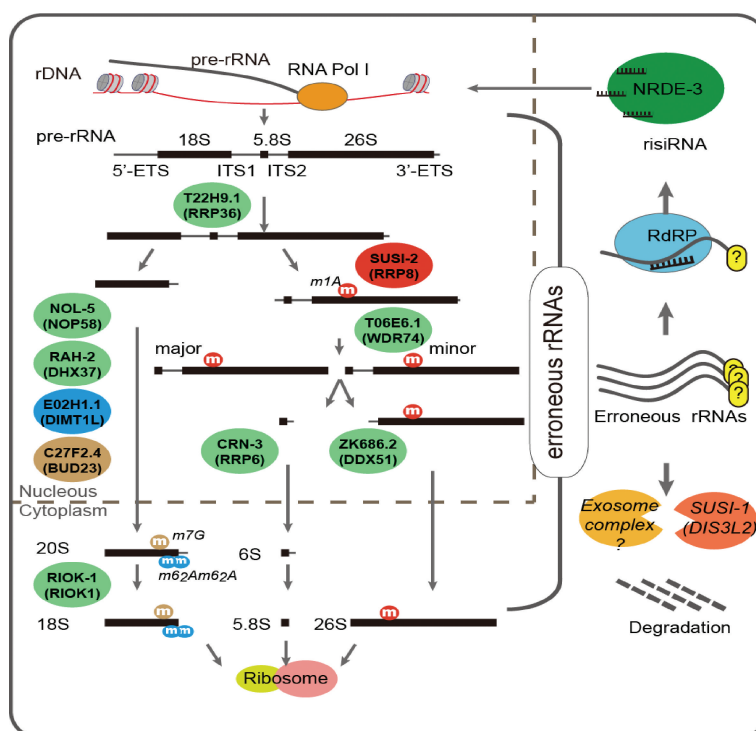 pre-rRNA
rDNA
RNA Pol I
pre-rRNA
18S
5.8S
26S
5'-ETS
ITS1
ITS2
3'-ETS
T22H9.1
(RRP36)
SUSI-2
(RRP8)
m1A
m
NOL-5
(NOP58)
T06E6.1
(WDR74)
RAH-2
(DHX37)
major
m
m
minor
E02H1.1
(DIMT1L)
m
C27F2.4
(BUD23)
CRN-3
(RRP6)
ZK686.2
(DDX51)
Nucleous
Cytoplasm
m7G
20S
m
mm
6S
m62Am62A
RIOK-1
(RIOK1)
18S
m
mm
5.8S
26S
m
Ribosome
erroneous rRNAs
NRDE-3
risiRNA
RdRP
?
?
?
?
Erroneous rRNAs
Exosome
complex
?
SUSI-1
(DIS3L2)
Degradation